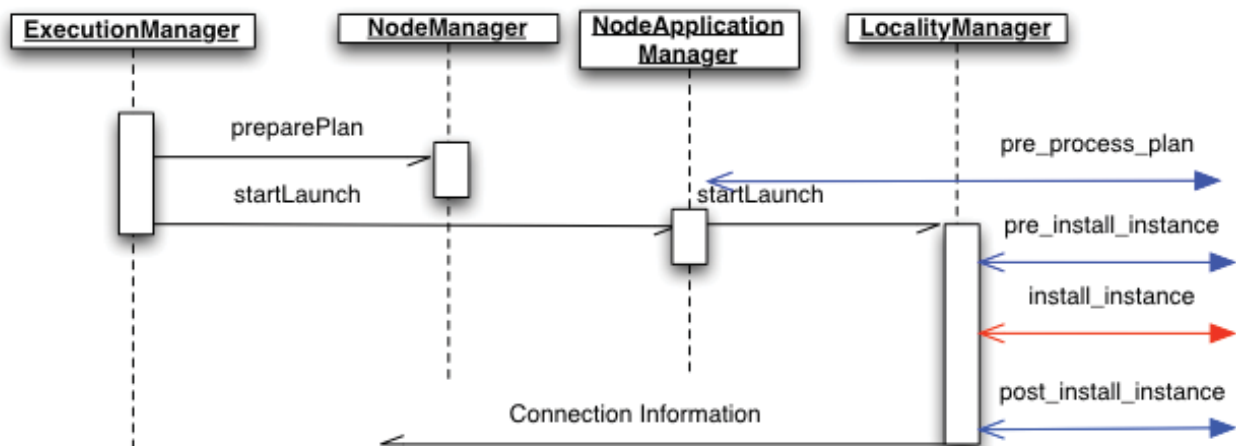 ExecutionManager
NodeManager
NodeApplication
Manager
LocalityManager
preparePlan
pre_process_plan
startLaunch
startLaunch
pre_install_instance
install_instance
post_install_instance
Connection Information